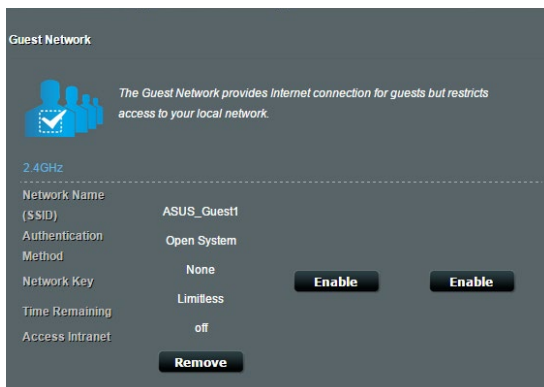 Guest Network
The Guest Network provides Internet connection for guests but restricts
access to your local network.
2.4GHz
Network Name
(SSID)
ASUS_Guest1
Authentication
Method
Open System
Network Key
None
Enable
Enable
Time Remaining
Limitless
Access Intranet
off
Remove